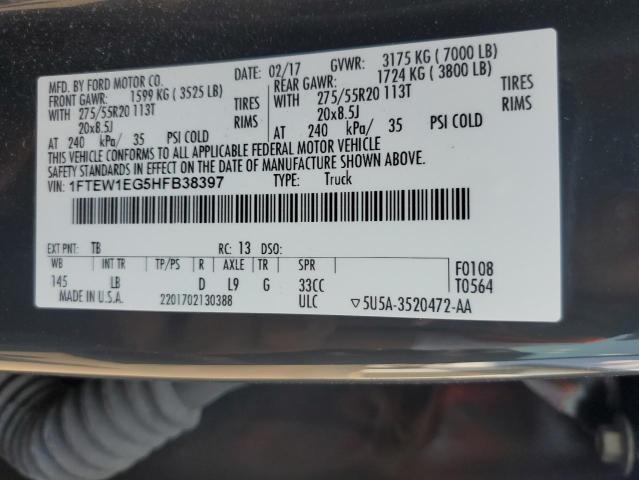 MFD. BY FORD MOTOR CO.
DATE: 02/17 GVWR: 3175 KG ( 7000 LB)
FRONT GAWR: 1599 KG ( 3525 LB) REAR GAWR: 1724 KG ( 3800 LB)
WITH 275/55R20 113T TIRES WITH 275/55R20 113T TIRES
20x8.5J RIMS 20x8.5J RIMS
AT 240 kPa/ 35 PSI COLD AT 240 kPa/ 35 PSI COLD
THIS VEHICLE CONFORMS TO ALL APPLICABLE FEDERAL MOTOR VEHICLE
SAFETY STANDARDS IN EFFECT ON THE DATE OF MANUFACTURE SHOWN ABOVE.
VIN: 1FTEW1EG5HFB38397 TYPE: Truck
EXT PNT: TB RC: 13 DSO:
WB INT TR TP/PS R AXLE TR SPR F0108
145 LB D L9 G 33CC T0564
MADE IN U.S.A. 2201702130388 ULC ▽5U5A-3520472-AA